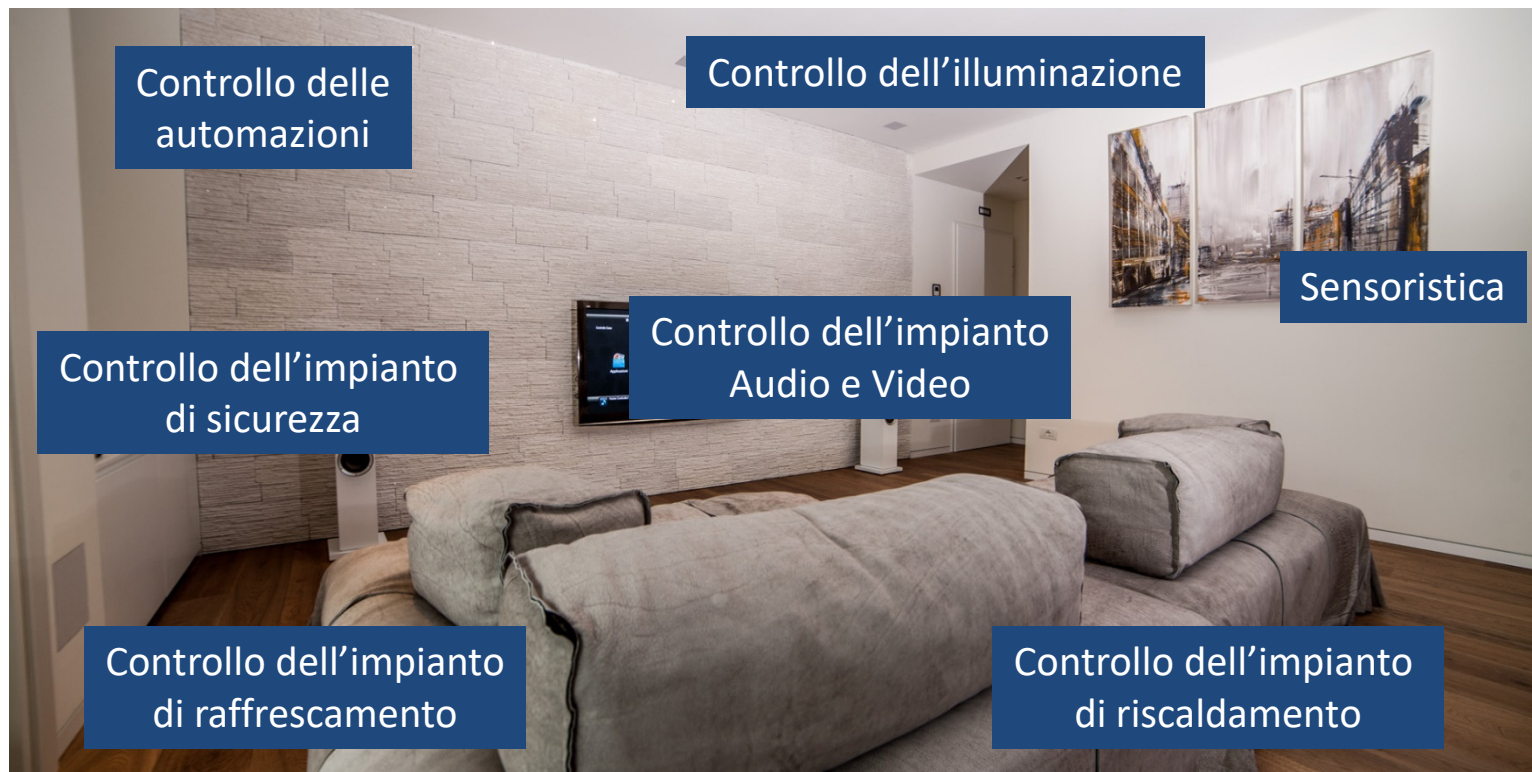 Controllo delle
automazioni
Controllo dell’illuminazione
Sensoristica
Controllo dell’impianto
Audio e Video
Controllo dell’impianto
di sicurezza
Controllo dell’impianto
di raffrescamento
Controllo dell’impianto
di riscaldamento